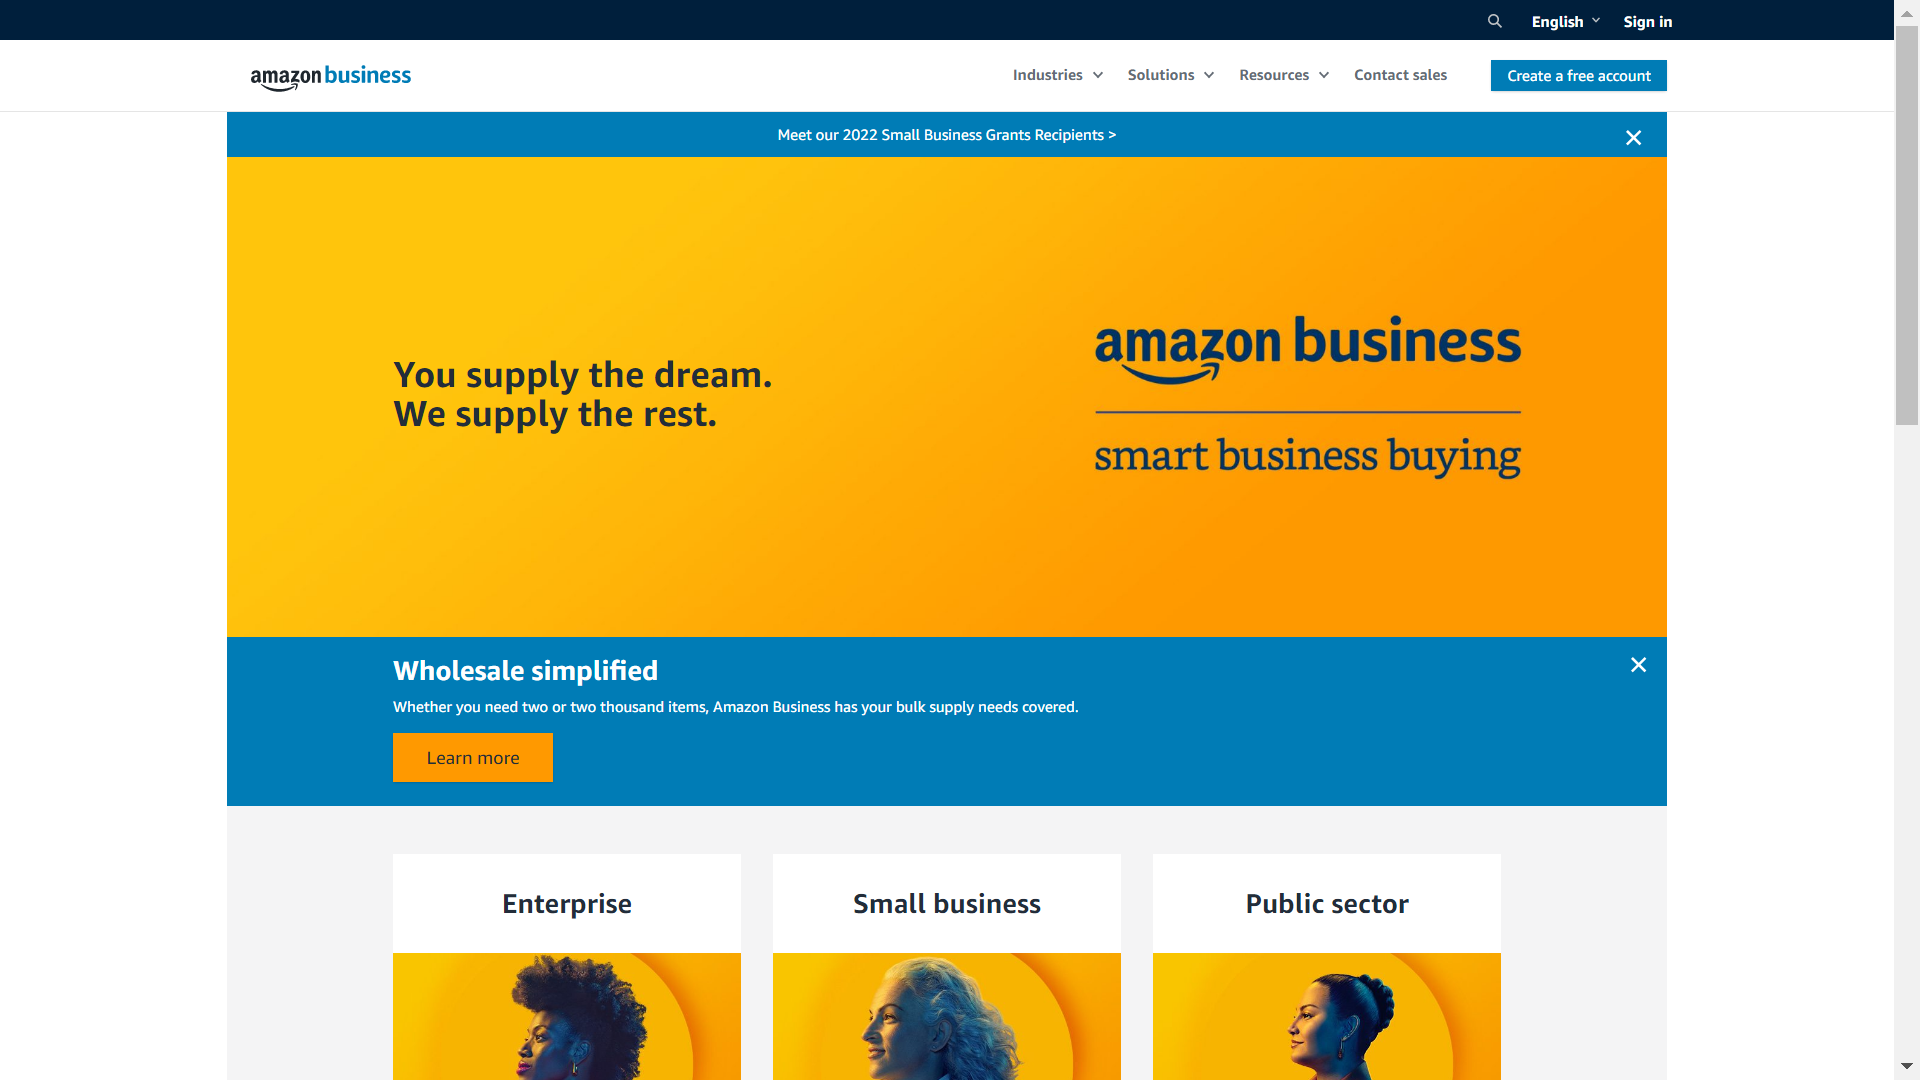 English
Sign in
amazon business
Industries
Solutions
Resources
Contact sales
Create a free account
Meet our 2022 Small Business Grants Recipients >
You supply the dream.
We supply the rest.
amazon business
smart business buying
Wholesale simplified
Whether you need two or two thousand items, Amazon Business has your bulk supply needs covered.
Learn more
Enterprise
Small business
Public sector